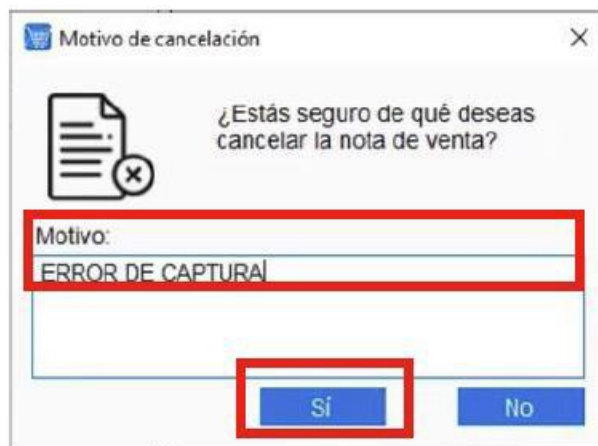 Motivo de cancelación
¿Estás seguro de qué deseas
cancelar la nota de venta?
Motivo:
ERROR DE CAPTURA
Sí
No